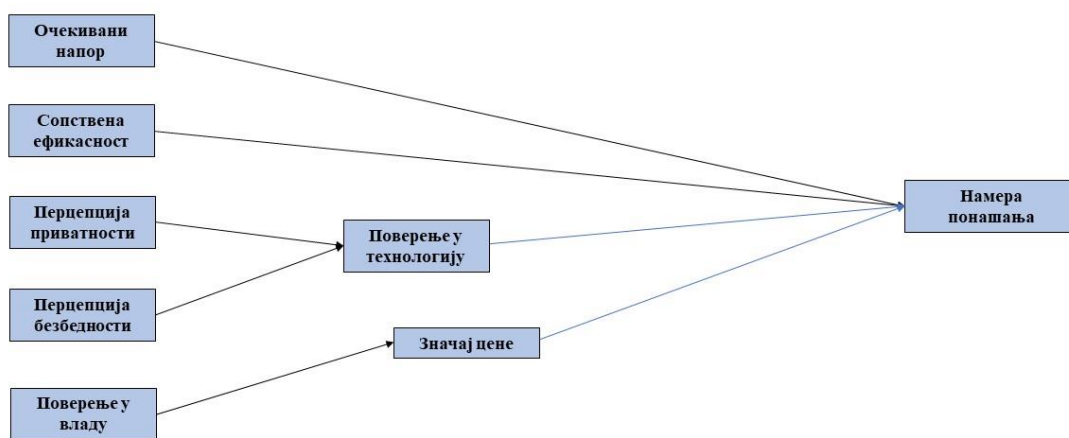 Очекивани
напор
Сопствена
ефикасност
Перцепција
приватности
Перцепција
безбедности
Поверење у
владу
Поверење у
технологију
Значај цене
Намера
понашања